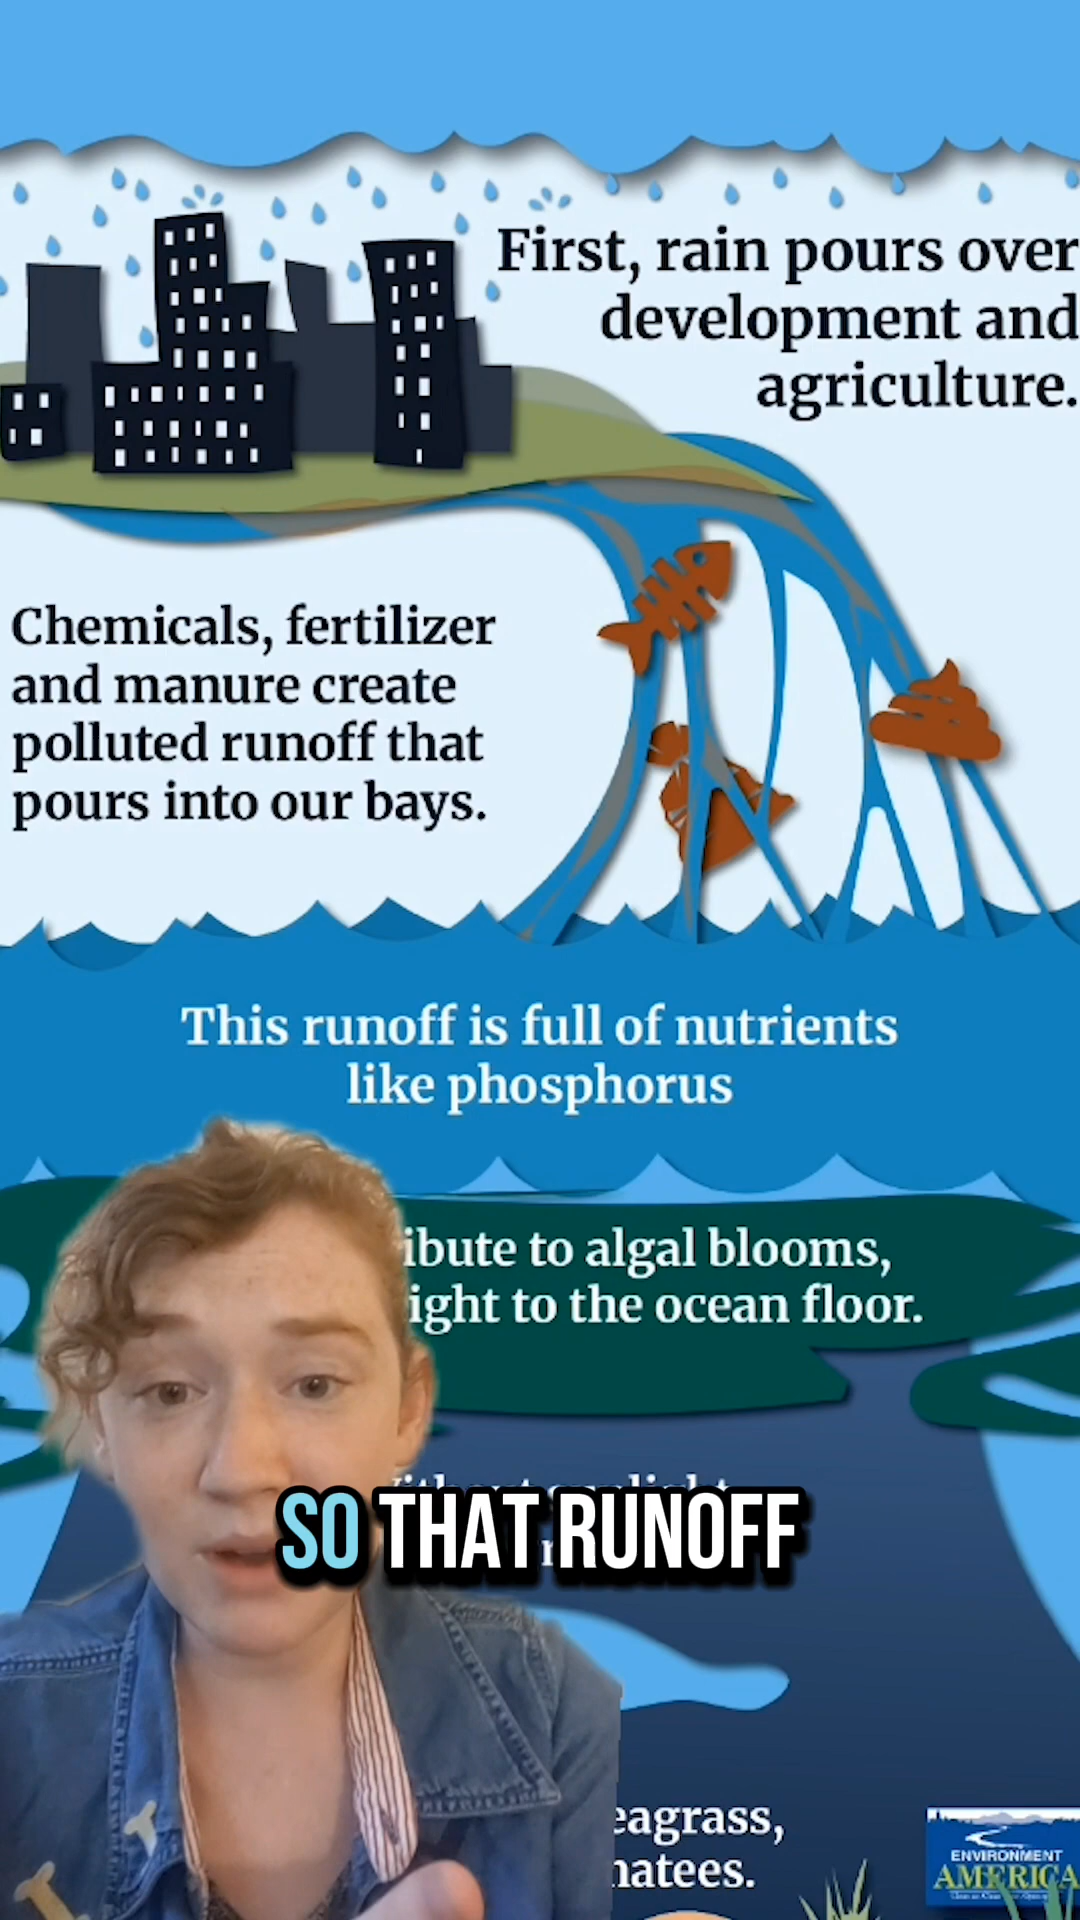 First, rain pours over
development and
agriculture.
Chemicals, fertilizer
and manure create
polluted runoff that
pours into our bays.
This runoff is full of nutrients
like phosphorus
ibute to algal blooms,
ight to the ocean floor.
SO THAT RUNOFF
eagrass,
natees.
ENVIRONMENT
AMERICA